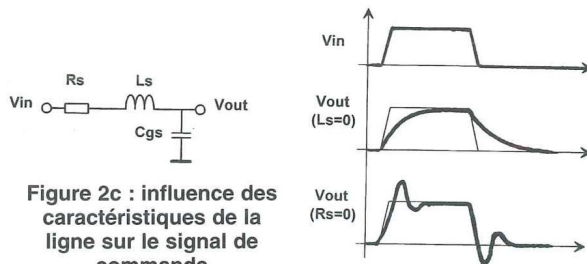 Rs
Ls
Vin
Vout
Cgs
Figure 2c : influence des
caractéristiques de la
ligne sur le signal de
commande
Vin
Vout
(Ls=0)
Vout
(Rs=0)